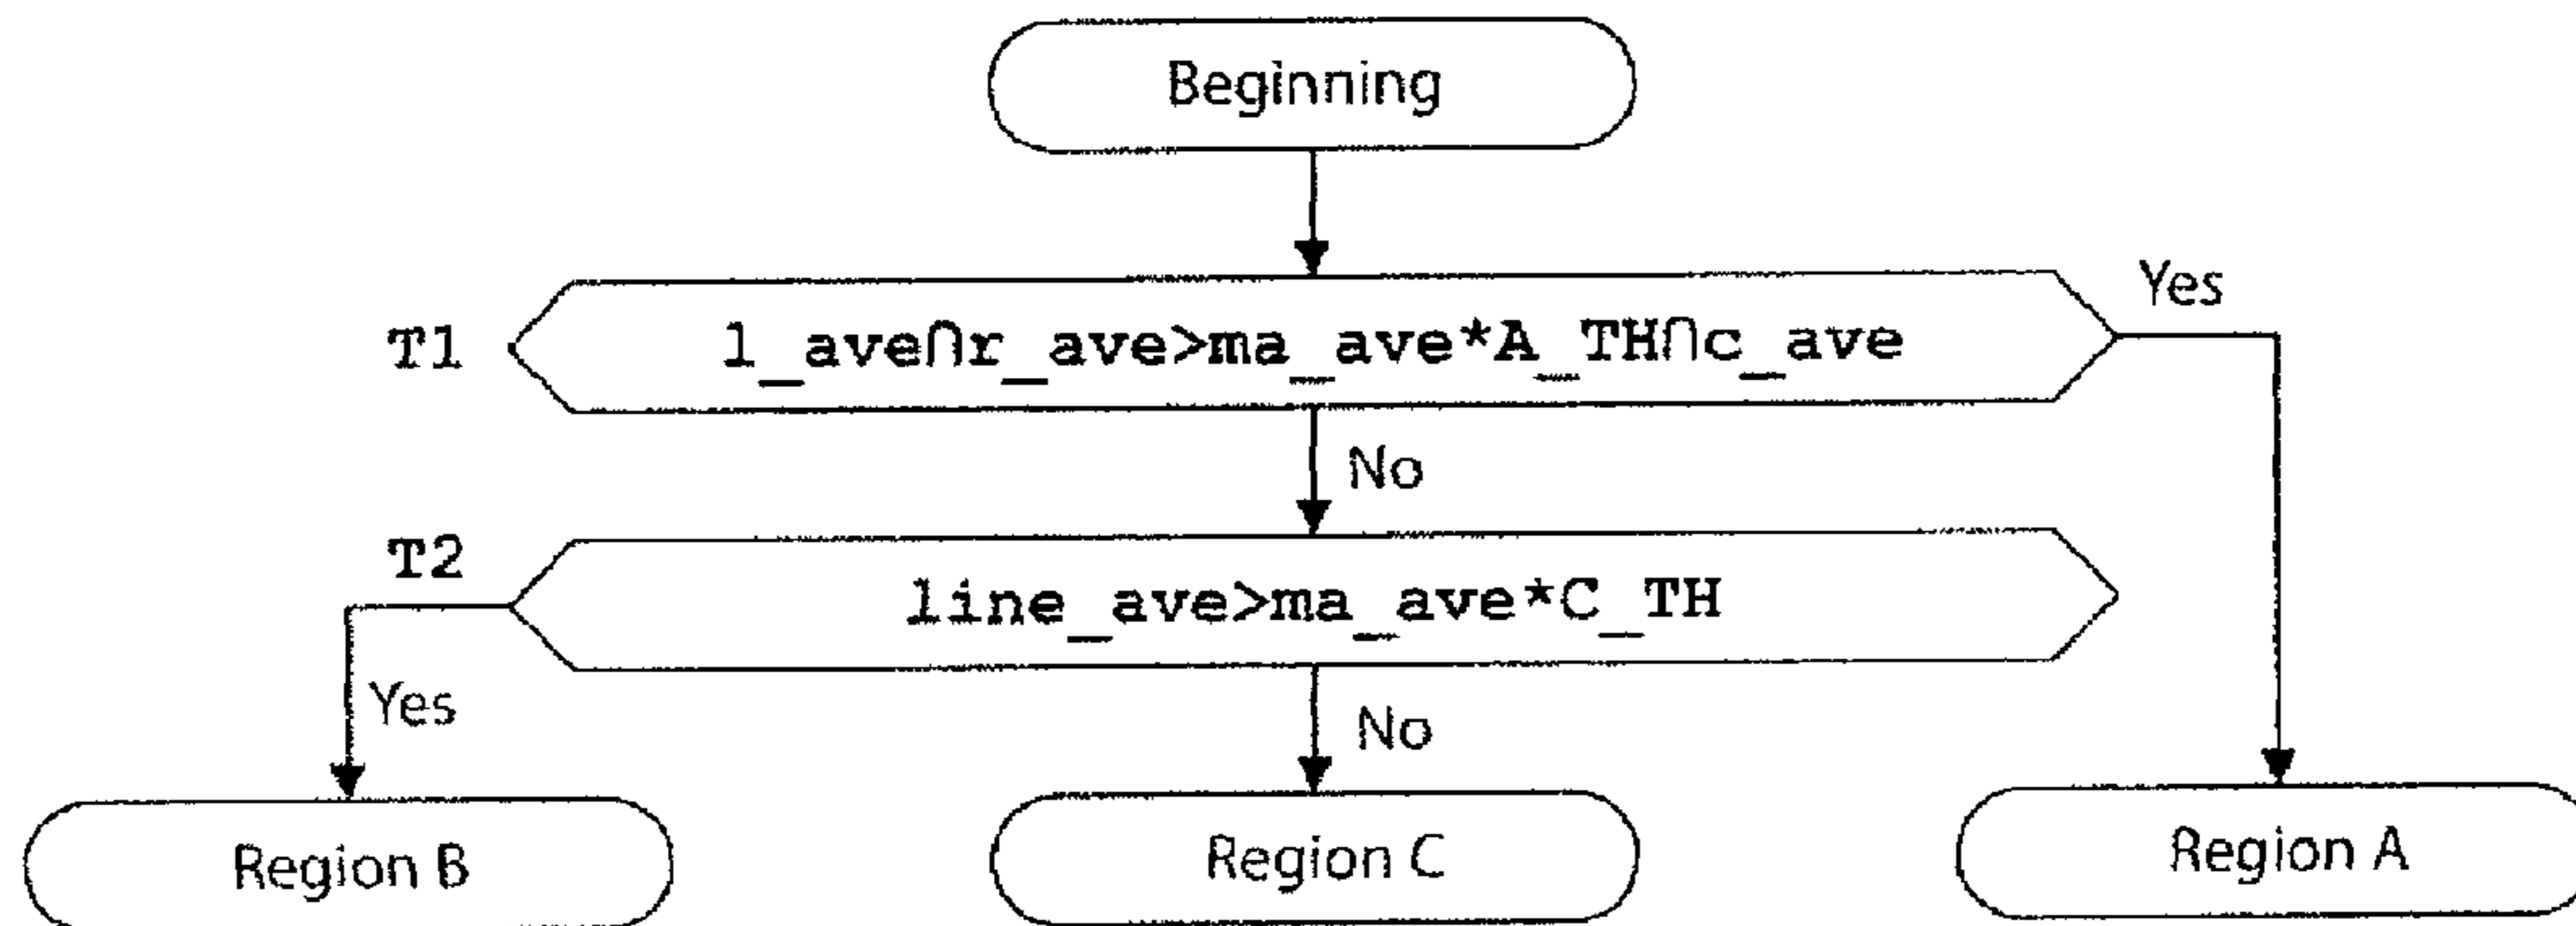 Beginning
Yes
T1 l_ave∩r_ave>ma_ave*A_TH∩c_ave
No
T2
line_ave>ma_ave*C_TH
Yes
No
Region B
Region C
Region A